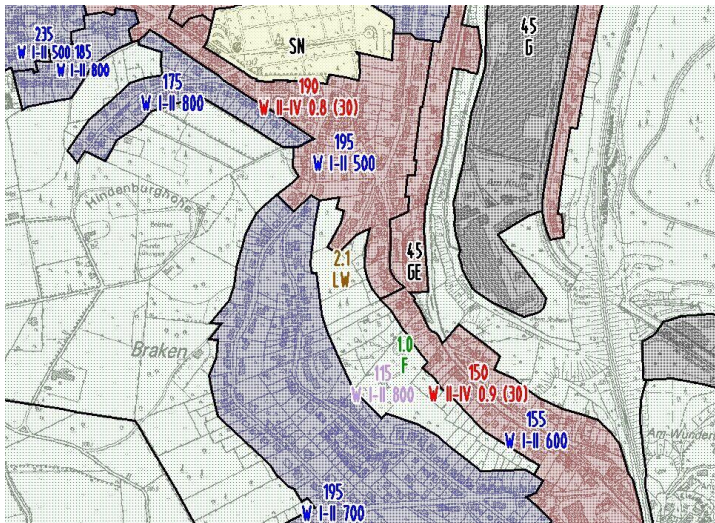 235
W I-II 500 185
W I-II 800
175
W I-II 800
SN
45
G
190
W II-IV 0.8 (30)
195
W I-II 500
Hindenburghöhe
2.1
LW
45
GE
Braken
1.0
F
115
W I-II 800
150
W II-IV 0.9 (30)
155
W I-II 600
Am Wunden
195
W I-II 700